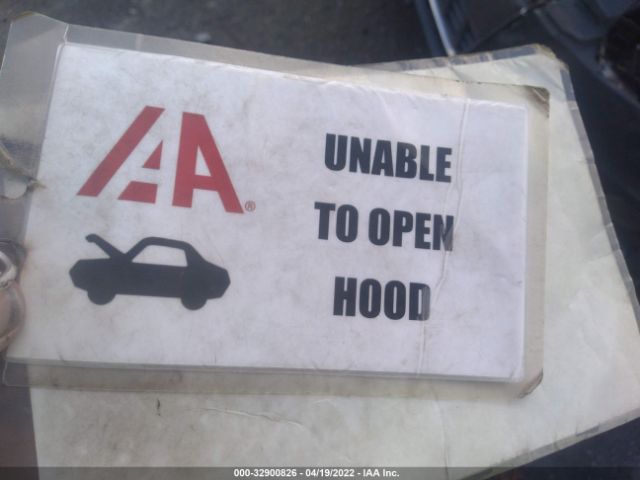 IAA®
UNABLE
TO OPEN
HOOD
000-32900826 - 04/19/2022 - IAA Inc.